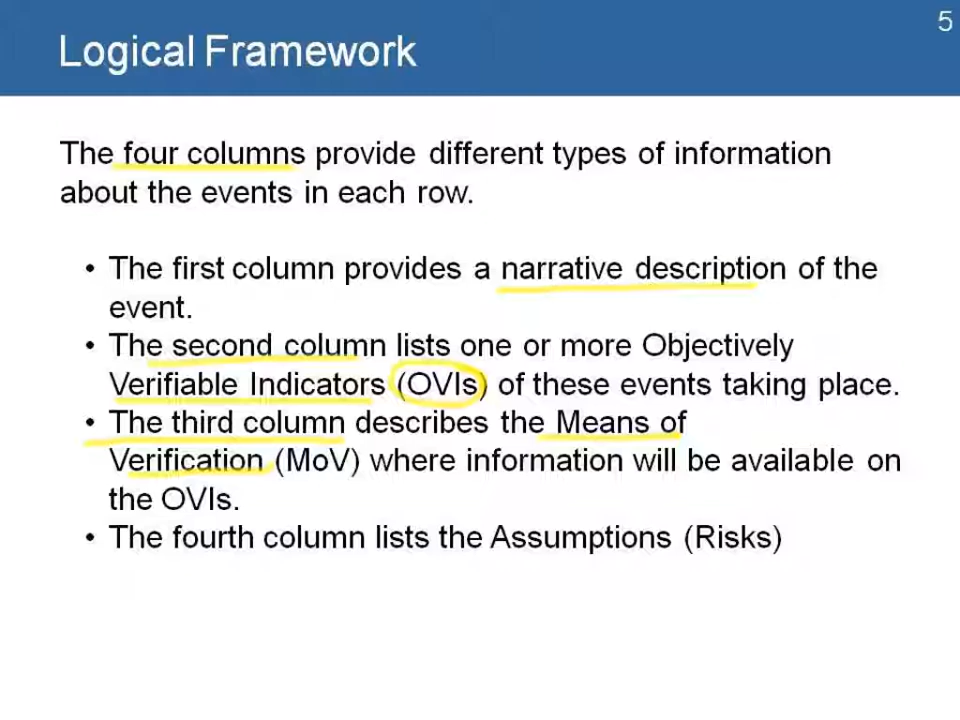 5
Logical Framework
The four columns provide different types of information
about the events in each row.
• The first column provides a narrative description of the
event.
• The second column lists one or more Objectively
Verifiable Indicators (OVIs) of these events taking place.
• The third column describes the Means of
Verification (MoV) where information will be available on
the OVIs.
• The fourth column lists the Assumptions (Risks)